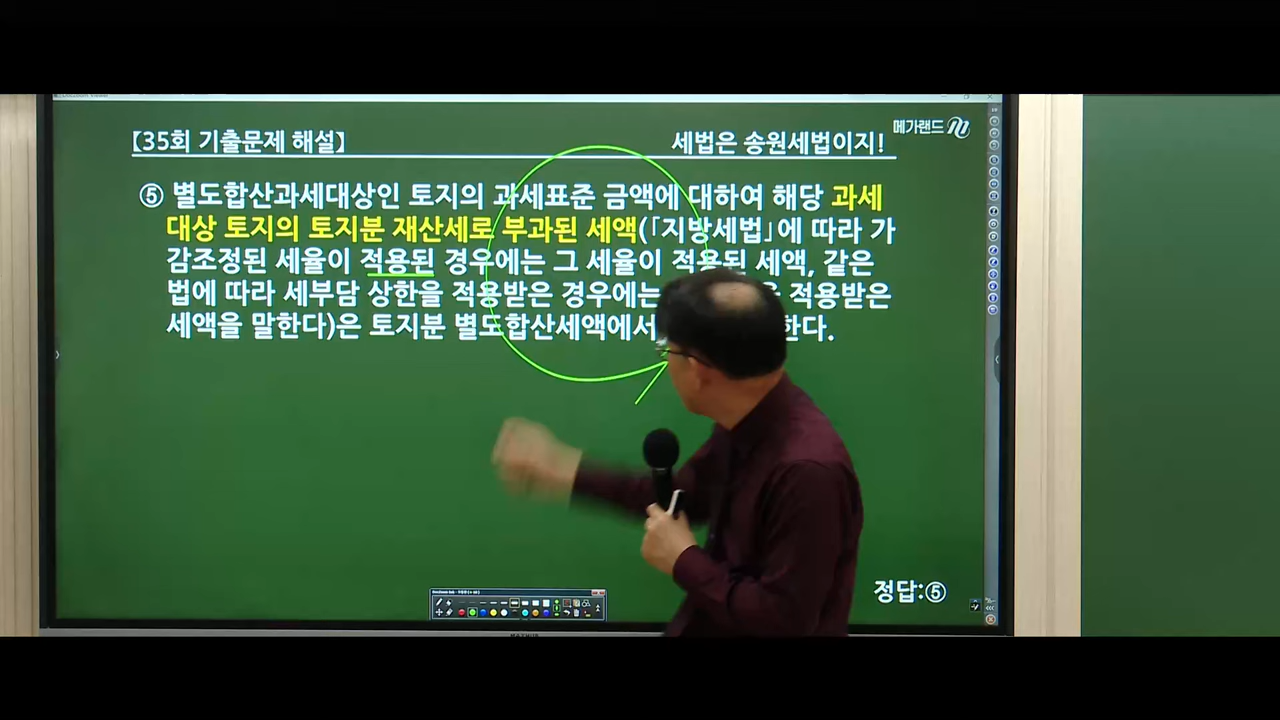 【35회 기출문제 해설】 세법은 송원세법이지!
메가랜드
⑤ 별도합산과세대상인 토지의 과세표준 금액에 대하여 해당 과세
대상 토지의 토지분 재산세로 부과된 세액(「지방세법」에 따라 가
감조정된 세율이 적용된 경우에는 그 세율이 적용된 세액, 같은
법에 따라 세부담 상한을 적용받은 경우에는 적용받은
세액을 말한다)은 토지분 별도합산세액에서 한다.
정답:⑤